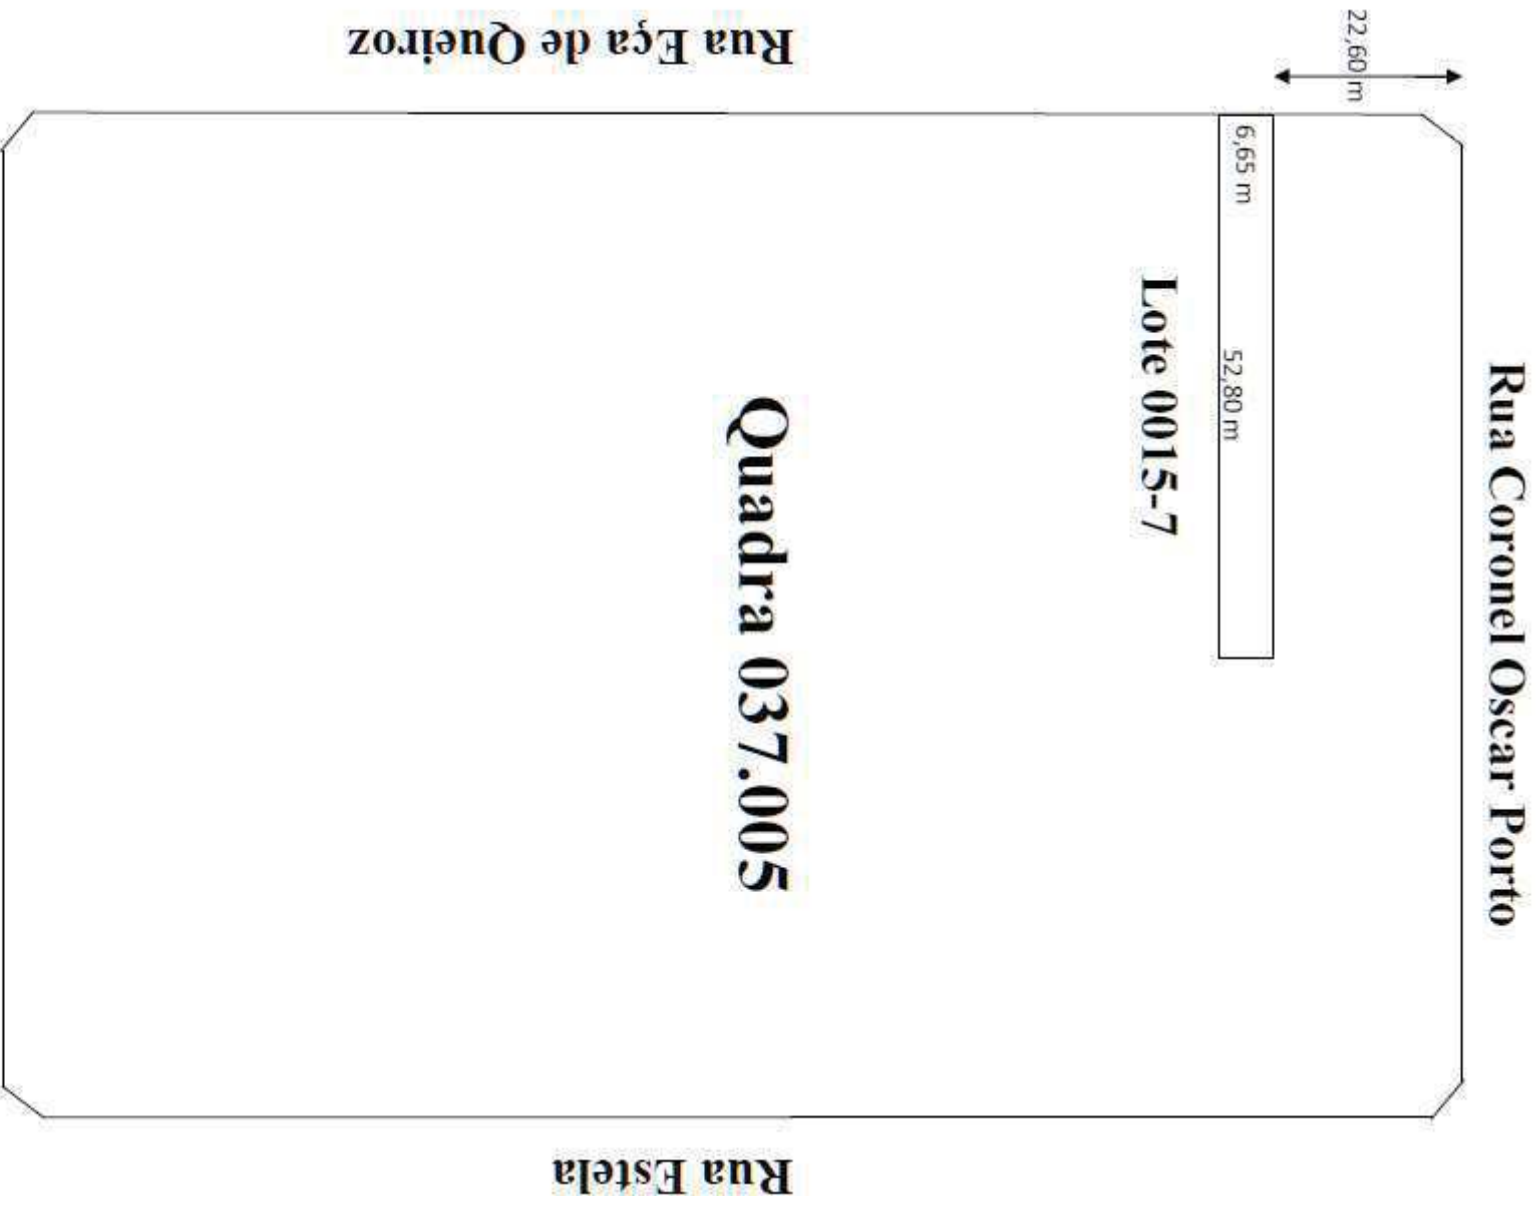 Rua Coronel Oscar Porto
22,60 m
Rua Eça de Queiroz
6,65 m
52,80 m
Lote 0015-7
Quadra 037.005
Rua Estela